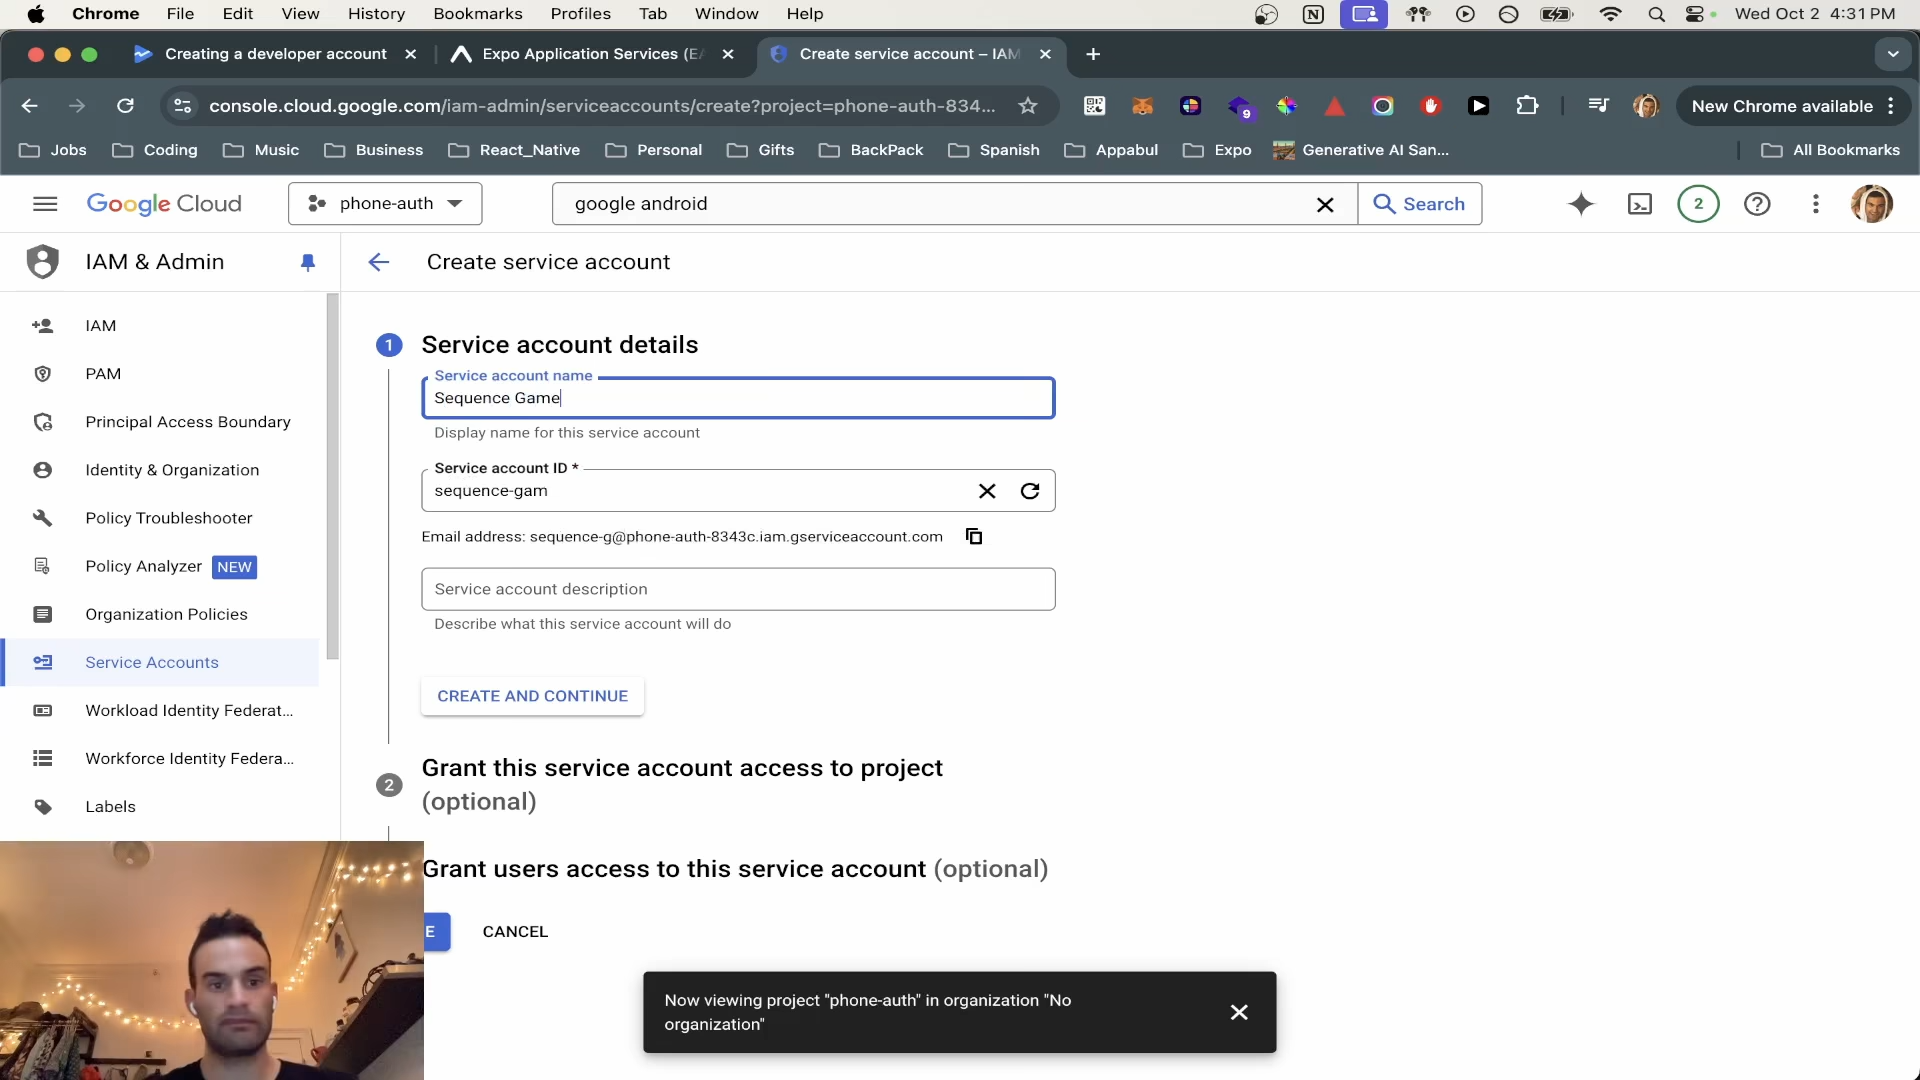 Chrome File Edit View History Bookmarks Profiles Tab Window Help Wed Oct 2 4:31 PM
Creating a developer account Expo Application Services (EA Create service account – IAM
console.cloud.google.com/iam-admin/serviceaccounts/create?project=phone-auth-834... 9 New Chrome available
Jobs Coding Music Business React_Native Personal Gifts BackPack Spanish Appabul Expo Generative AI San... All Bookmarks
Google Cloud phone-auth google android Search 2
IAM & Admin
Create service account
IAM
PAM
Principal Access Boundary
Identity & Organization
Policy Troubleshooter
Policy Analyzer NEW
Organization Policies
Service Accounts
Workload Identity Federat...
Workforce Identity Federa...
Labels
1 Service account details
Service account name
Sequence Game
Display name for this service account
Service account ID *
sequence-gam
Email address: sequence-g@phone-auth-8343c.iam.gserviceaccount.com
Service account description
Describe what this service account will do
CREATE AND CONTINUE
2 Grant this service account access to project
(optional)
Grant users access to this service account (optional)
E CANCEL
Now viewing project "phone-auth" in organization "No
organization"